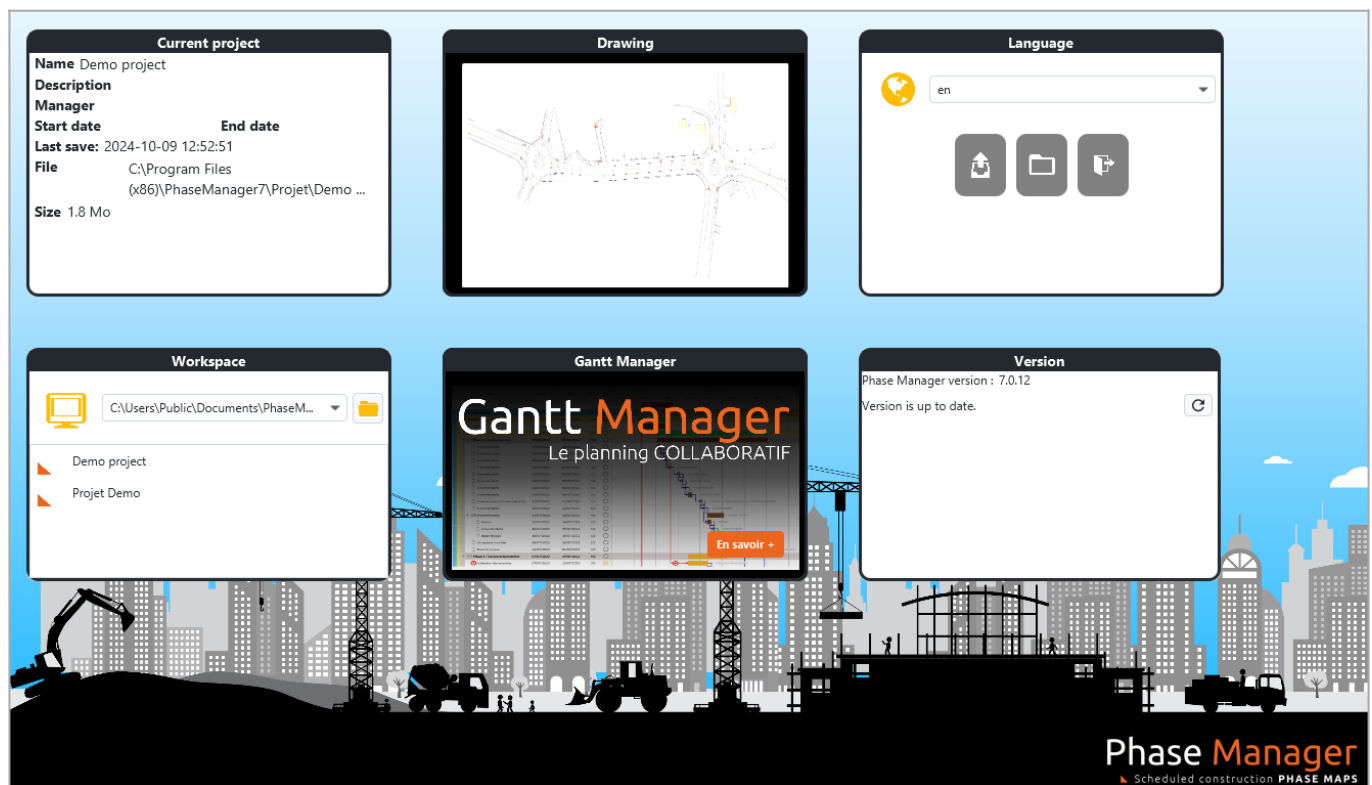 Current project
Name Demo project
Description
Manager
Start date End date
Last save: 2024-10-09 12:52:51
File C:\Program Files
(x86)\PhaseManager7\Projet\Demo ...
Size 1.8 Mo
Drawing
Language
en
Workspace
C:\Users\Public\Documents\PhaseM...
Demo project
Projet Demo
Gantt Manager
Gantt Manager
Le planning COLLABORATIF
En savoir +
Version
Phase Manager version : 7.0.12
Version is up to date.
Phase Manager
Scheduled construction PHASE MAPS